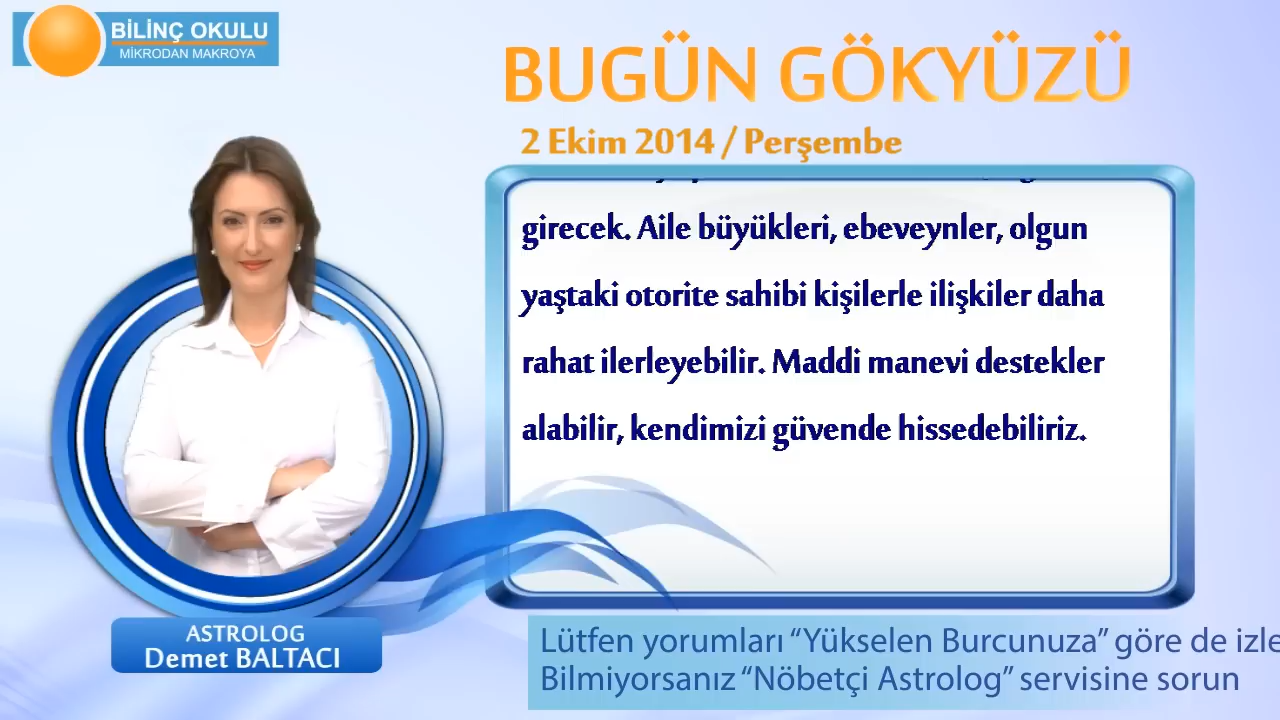 BİLİNÇ OKULU
MİKRODAN MAKROYA
BUGÜN GÖKYÜZÜ
2 Ekim 2014 / Perşembe
girecek. Aile büyükleri, ebeveynler, olgun
yaştaki otorite sahibi kişilerle ilişkiler daha
rahat ilerleyebilir. Maddi manevi destekler
alabilir, kendimizi güvende hissedebiliriz.
ASTROLOG
Demet BALTACI
Lütfen yorumları “Yükselen Burcunuza” göre de izle
Bilmiyorsanız “Nöbetçi Astrolog” servisine sorun